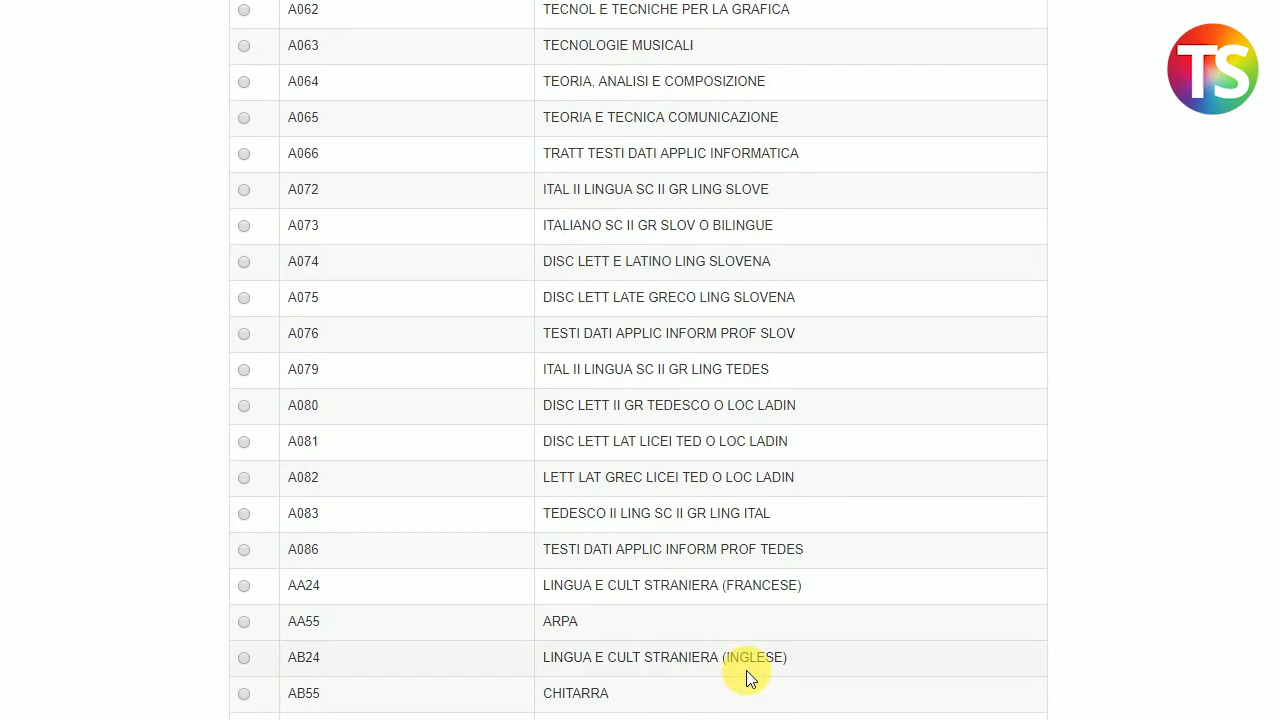 A062 TECNOL E TECNICHE PER LA GRAFICA
A063 TECNOLOGIE MUSICALI
A064 TEORIA, ANALISI E COMPOSIZIONE
A065 TEORIA E TECNICA COMUNICAZIONE
A066 TRATT TESTI DATI APPLIC INFORMATICA
A072 ITAL II LINGUA SC II GR LING SLOVE
A073 ITALIANO SC II GR SLOV O BILINGUE
A074 DISC LETT E LATINO LING SLOVENA
A075 DISC LETT LATE GRECO LING SLOVENA
A076 TESTI DATI APPLIC INFORM PROF SLOV
A079 ITAL II LINGUA SC II GR LING TEDES
A080 DISC LETT II GR TEDESCO O LOC LADIN
A081 DISC LETT LAT LICEI TED O LOC LADIN
A082 LETT LAT GREC LICEI TED O LOC LADIN
A083 TEDESCO II LING SC II GR LING ITAL
A086 TESTI DATI APPLIC INFORM PROF TEDES
AA24 LINGUA E CULT STRANIERA (FRANCESE)
AA55 ARPA
AB24 LINGUA E CULT STRANIERA (INGLESE)
AB55 CHITARRA
TS